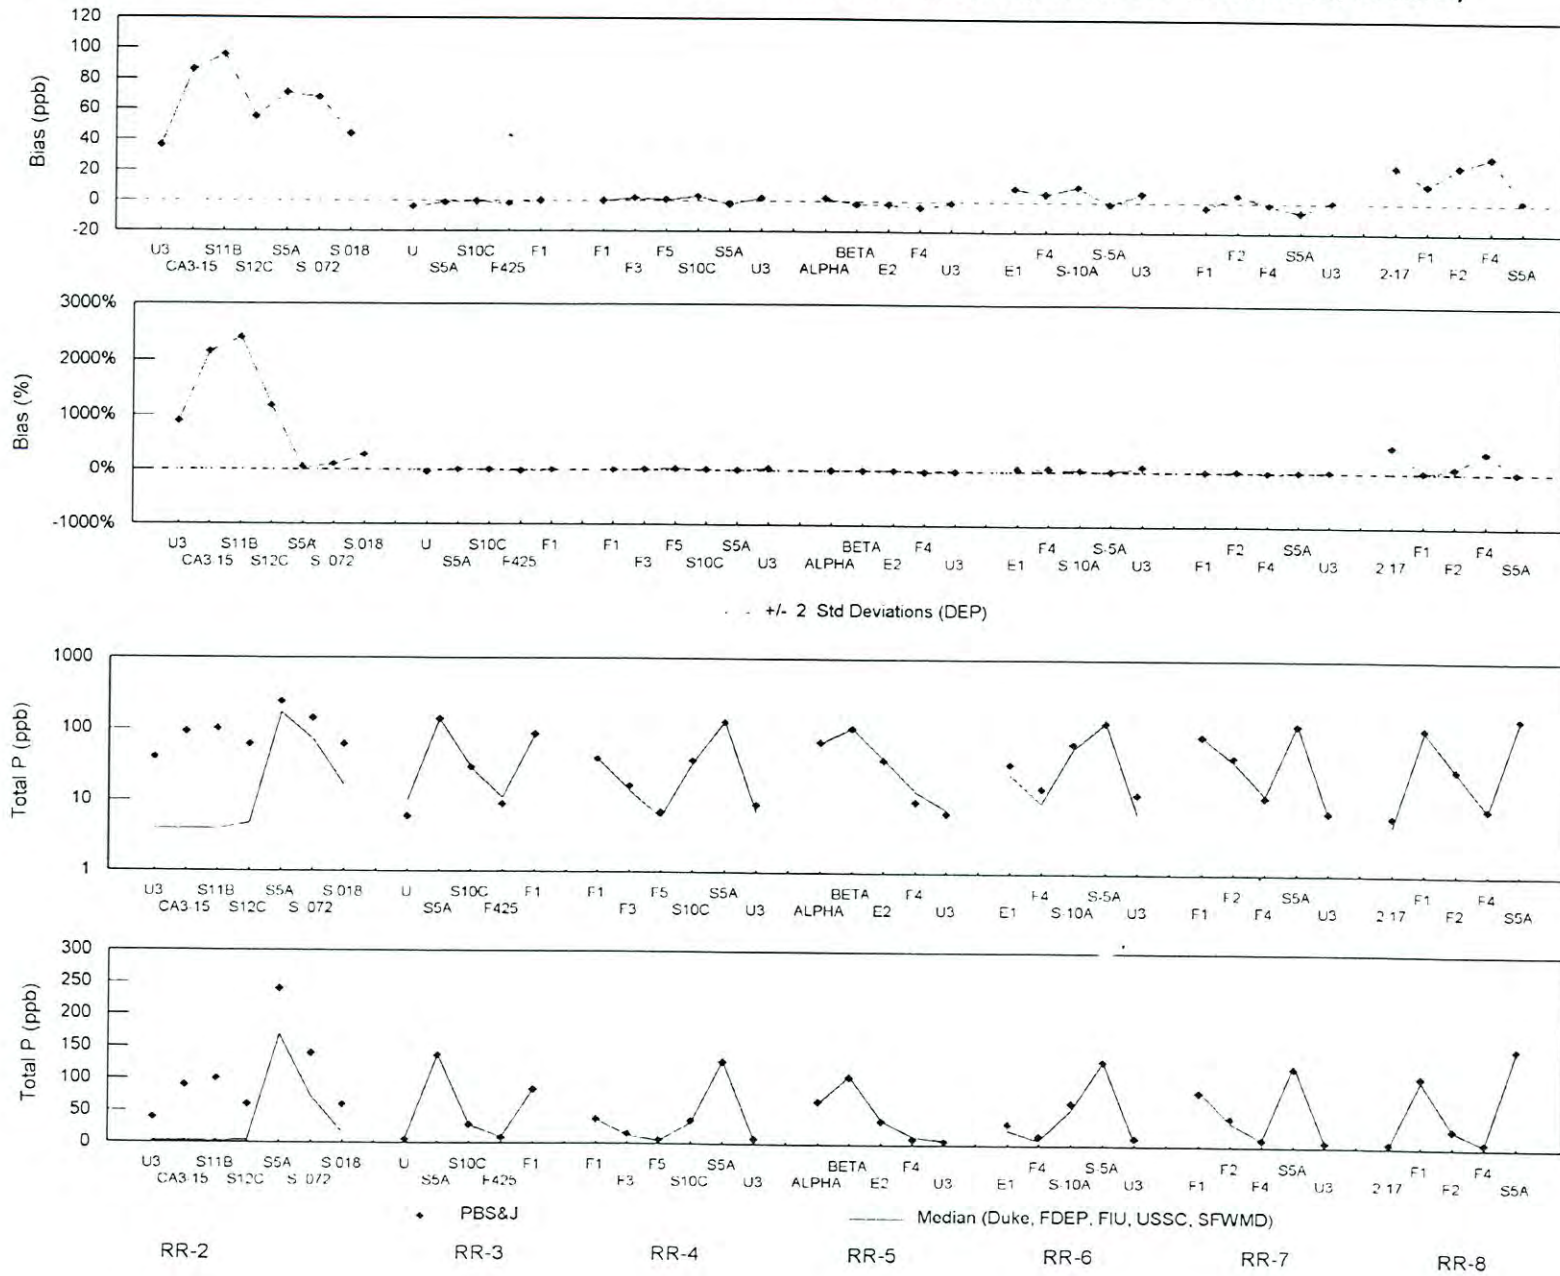 120
100
80
60
40
20
0
-20
Bias (ppb)
U3 S11B S5A S 018 U S10C F1 F1 F5 S5A BETA F4 F4 S-5A F2 S5A F1 F4
CA3-15 S12C S 072 S5A F425 F3 S10C U3 ALPHA E2 U3 E1 S-10A U3 F1 F4 U3 2-17 F2 S5A
3000%
2000%
1000%
0%
-1000%
Bias (%)
U3 S11B S5A S 018 U S10C F1 F1 F5 S5A BETA F4 F4 S-5A F2 S5A F1 F4
CA3 15 S12C S 072 S5A F425 F3 S10C U3 ALPHA E2 U3 E1 S 10A U3 F1 F4 U3 2 17 F2 S5A
+/- 2 Std Deviations (DEP)
1000
100
10
1
Total P (ppb)
U3 S11B S5A S 018 U S10C F1 F1 F5 S5A BETA F4 F4 S-5A F2 S5A F1 F4
CA3-15 S12C S 072 S5A F425 F3 S10C U3 ALPHA E2 U3 E1 S-10A U3 F1 F4 U3 2 17 F2 S5A
300
250
200
150
100
50
0
Total P (ppb)
U3 S11B S5A S 018 U S10C F1 F1 F5 S5A BETA F4 F4 S-5A F2 S5A F1 F4
CA3-15 S12C S 072 S5A F425 F3 S10C U3 ALPHA E2 U3 E1 S-10A U3 F1 F4 U3 2 17 F2 S5A
PBS&J
Median (Duke, FDEP, FIU, USSC, SFWMD)
RR-2 RR-3 RR-4 RR-5 RR-6 RR-7 RR-8